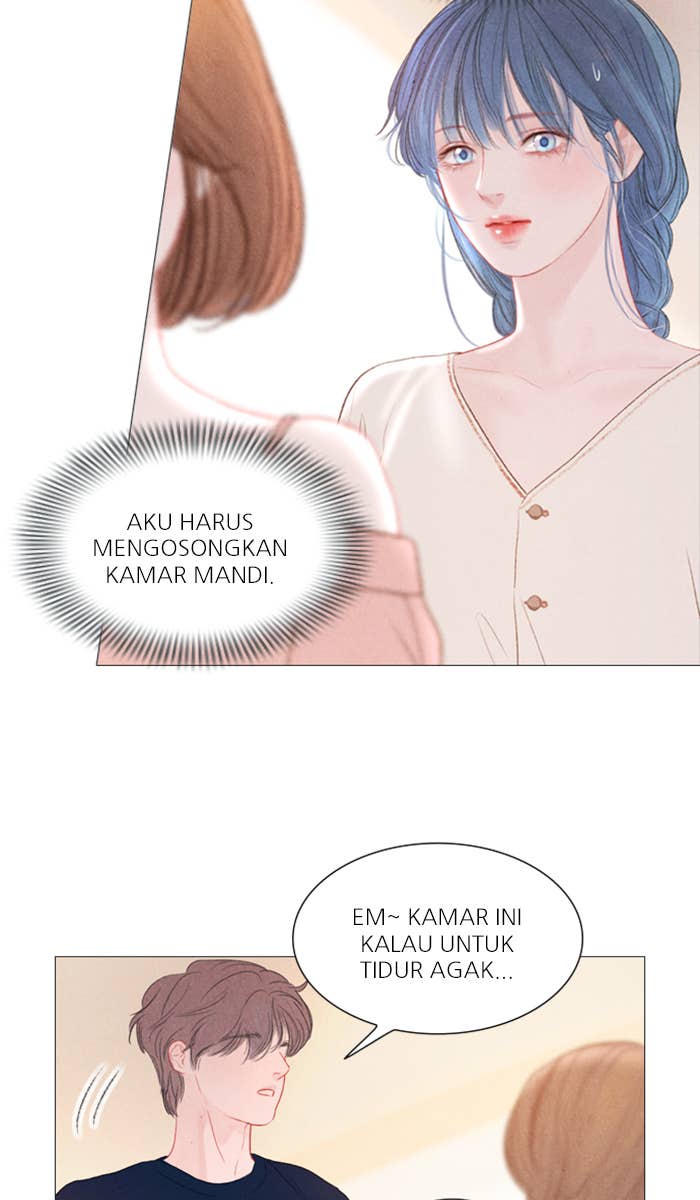 AKU HARUS
MENGOSONGKAN
KAMAR MANDI.
EM~ KAMAR INI
KALAU UNTUK
TIDUR AGAK...